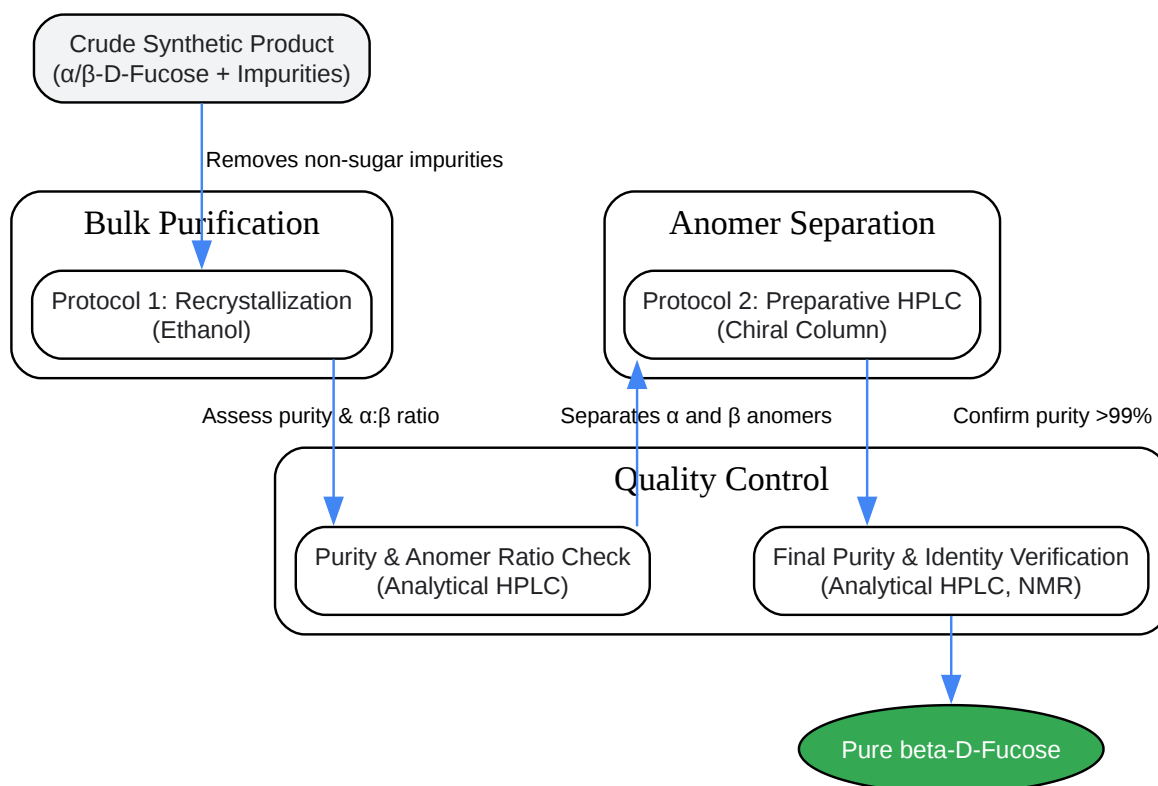 Crude Synthetic Product
(α/β-D-Fucose + Impurities)
Removes non-sugar impurities
Bulk Purification
Protocol 1: Recrystallization
(Ethanol)
Anomer Separation
Protocol 2: Preparative HPLC
(Chiral Column)
Assess purity & α:β ratio
Separates α and β anomers
Confirm purity >99%
Quality Control
Purity & Anomer Ratio Check
(Analytical HPLC)
Final Purity & Identity Verification
(Analytical HPLC, NMR)
Pure beta-D-Fucose